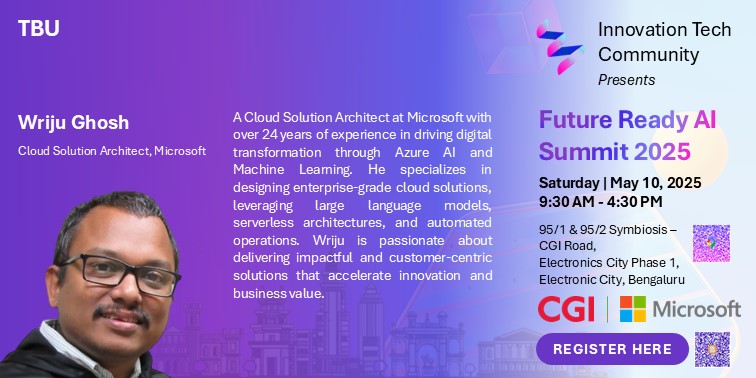 TBU
Wriju Ghosh
Cloud Solution Architect, Microsoft
A Cloud Solution Architect at Microsoft with
over 24 years of experience in driving digital
transformation through Azure AI and
Machine Learning. He specializes in
designing enterprise-grade cloud solutions,
leveraging large language models,
serverless architectures, and automated
operations. Wriju is passionate about
delivering impactful and customer-centric
solutions that accelerate innovation and
business value.
Innovation Tech
Community
Presents
Future Ready AI
Summit 2025
Saturday | May 10, 2025
9:30 AM - 4:30 PM
95/1 & 95/2 Symbiosis –
CGI Road,
Electronics City Phase 1,
Electronic City, Bengaluru
CGI | Microsoft
REGISTER HERE